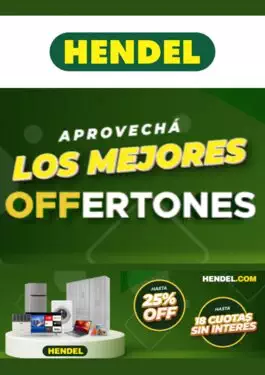 HENDEL
APROVECHÁ
LOS MEJORES
OFFERTONES
HENDEL.COM
HASTA
25%
OFF
HASTA
18 CUOTAS
SIN INTERÉS
HENDEL